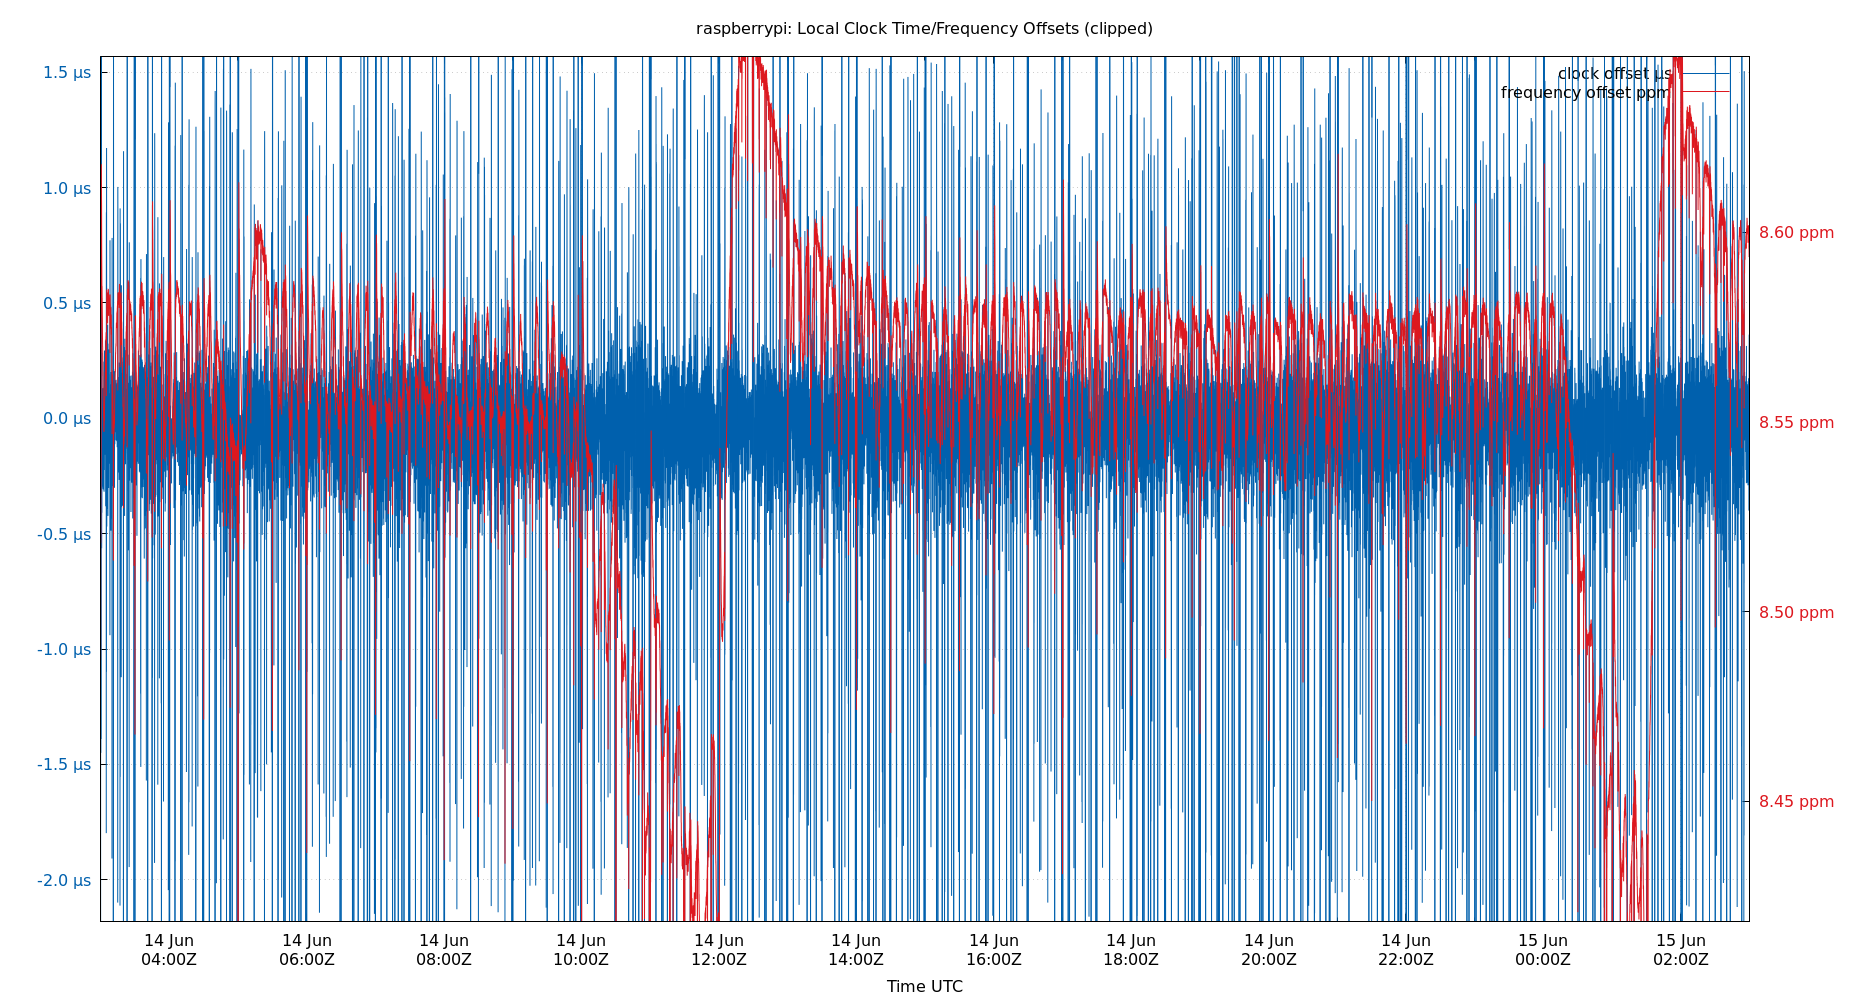 raspberrypi: Local Clock Time/Frequency Offsets (clipped)
clock offset µs
frequency offset ppm
1.5 µs
1.0 µs
0.5 µs
0.0 µs
-0.5 µs
-1.0 µs
-1.5 µs
-2.0 µs
8.60 ppm
8.55 ppm
8.50 ppm
8.45 ppm
14 Jun 14 Jun 14 Jun 14 Jun 14 Jun 14 Jun 14 Jun 14 Jun 14 Jun 14 Jun 15 Jun 15 Jun
04:00Z 06:00Z 08:00Z 10:00Z 12:00Z 14:00Z 16:00Z 18:00Z 20:00Z 22:00Z 00:00Z 02:00Z
Time UTC